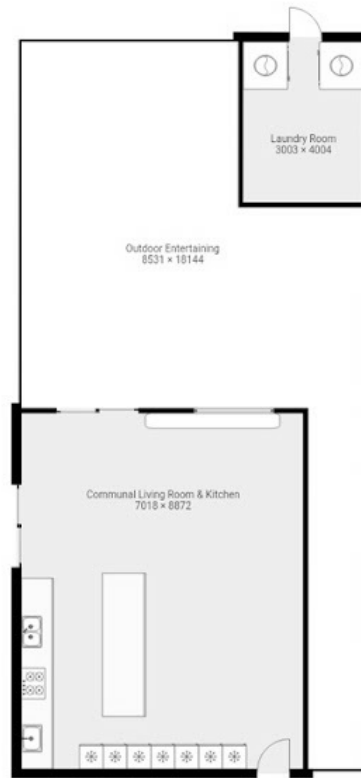 Laundry Room
3003 × 4004
Outdoor Entertaining
8531 × 18144
Communal Living Room & Kitchen
7018 × 8872